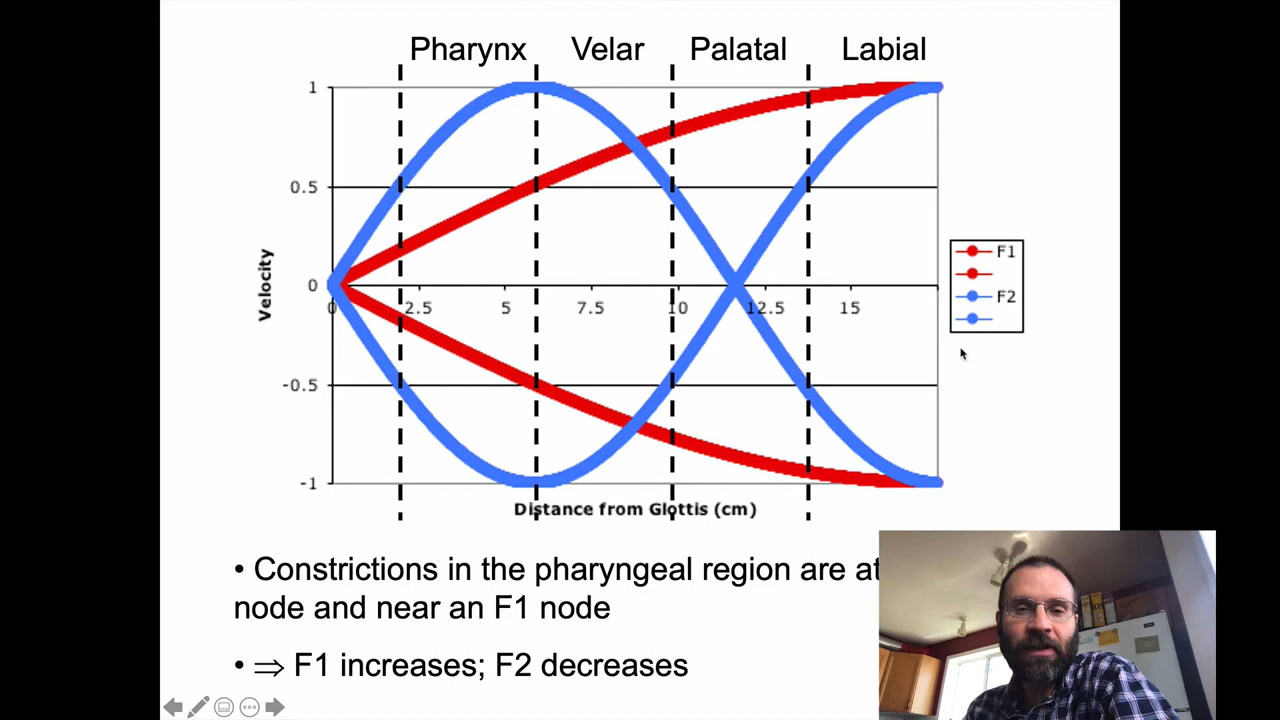 Pharynx Velar Palatal Labial
1
0.5
0
-0.5
-1
Velocity
0 2.5 5 7.5 10 12.5 15
F1
F2
Distance from Glottis (cm)
• Constrictions in the pharyngeal region are at
node and near an F1 node
• ⇒ F1 increases; F2 decreases